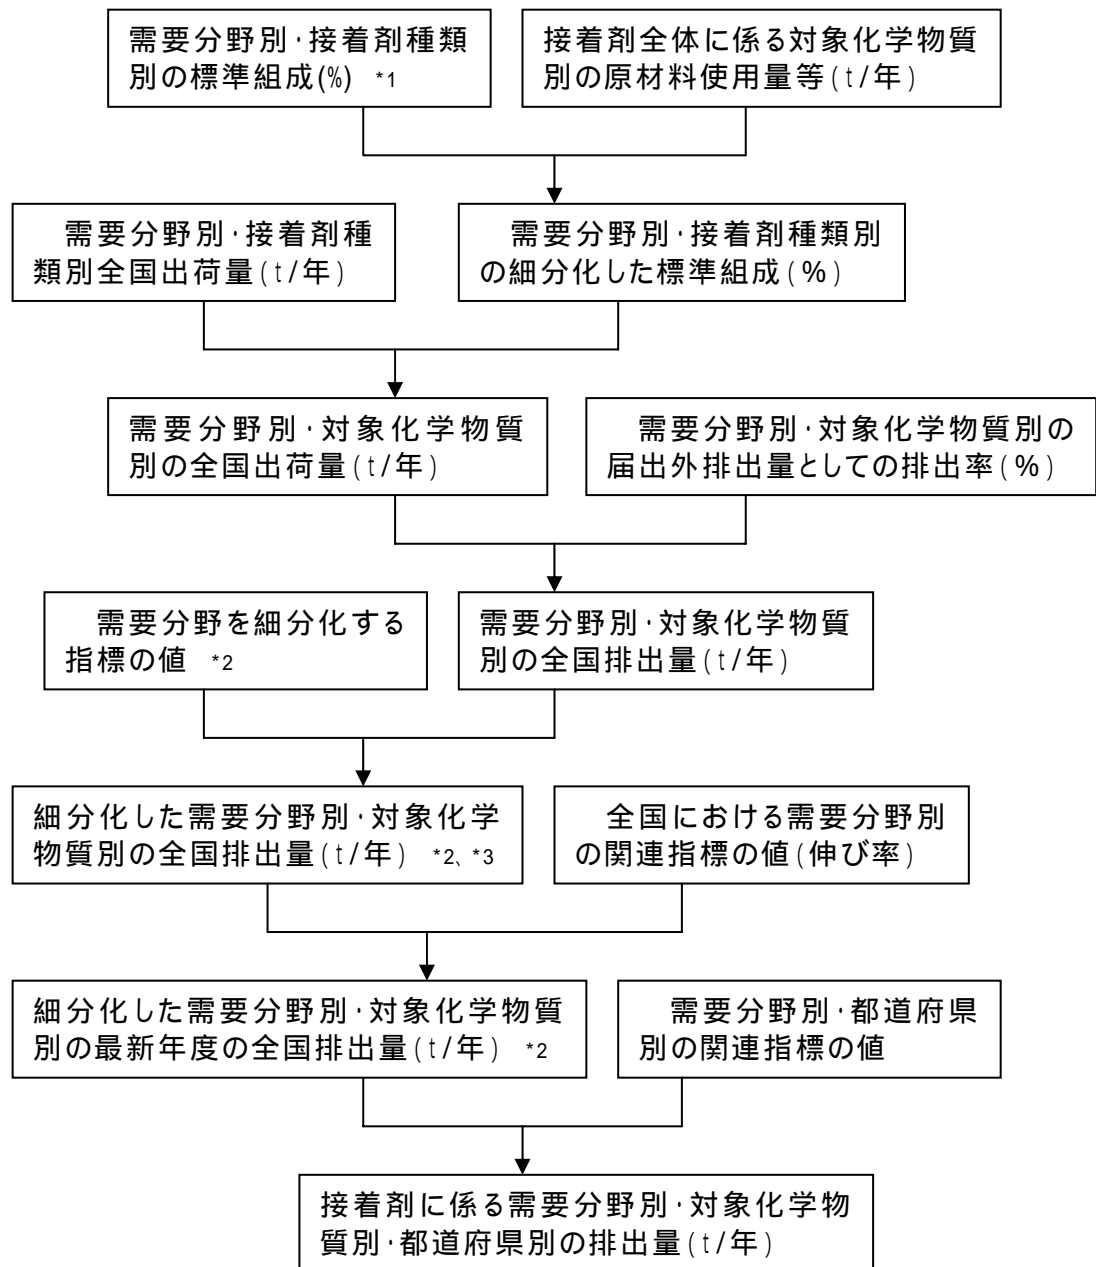 需要分野別・接着剤種類
別の標準組成(%) *1
接着剤全体に係る対象化学物質
別の原材料使用量等(t/年)
需要分野別・接着剤種
類別全国出荷量(t/年)
需要分野別・接着剤種類別
の細分化した標準組成(%)
需要分野別・対象化学物質
別の全国出荷量(t/年)
需要分野別・対象化学物質別の
届出外排出量としての排出率(%)
需要分野を細分化する
指標の値 *2
需要分野別・対象化学物質
別の全国排出量(t/年)
細分化した需要分野別・対象化学
物質別の全国排出量(t/年) *2、*3
全国における需要分野別
の関連指標の値(伸び率)
細分化した需要分野別・対象化学物質
別の最新年度の全国排出量(t/年) *2
需要分野別・都道府県
別の関連指標の値
接着剤に係る需要分野別・対象化学物
質別・都道府県別の排出量(t/年)